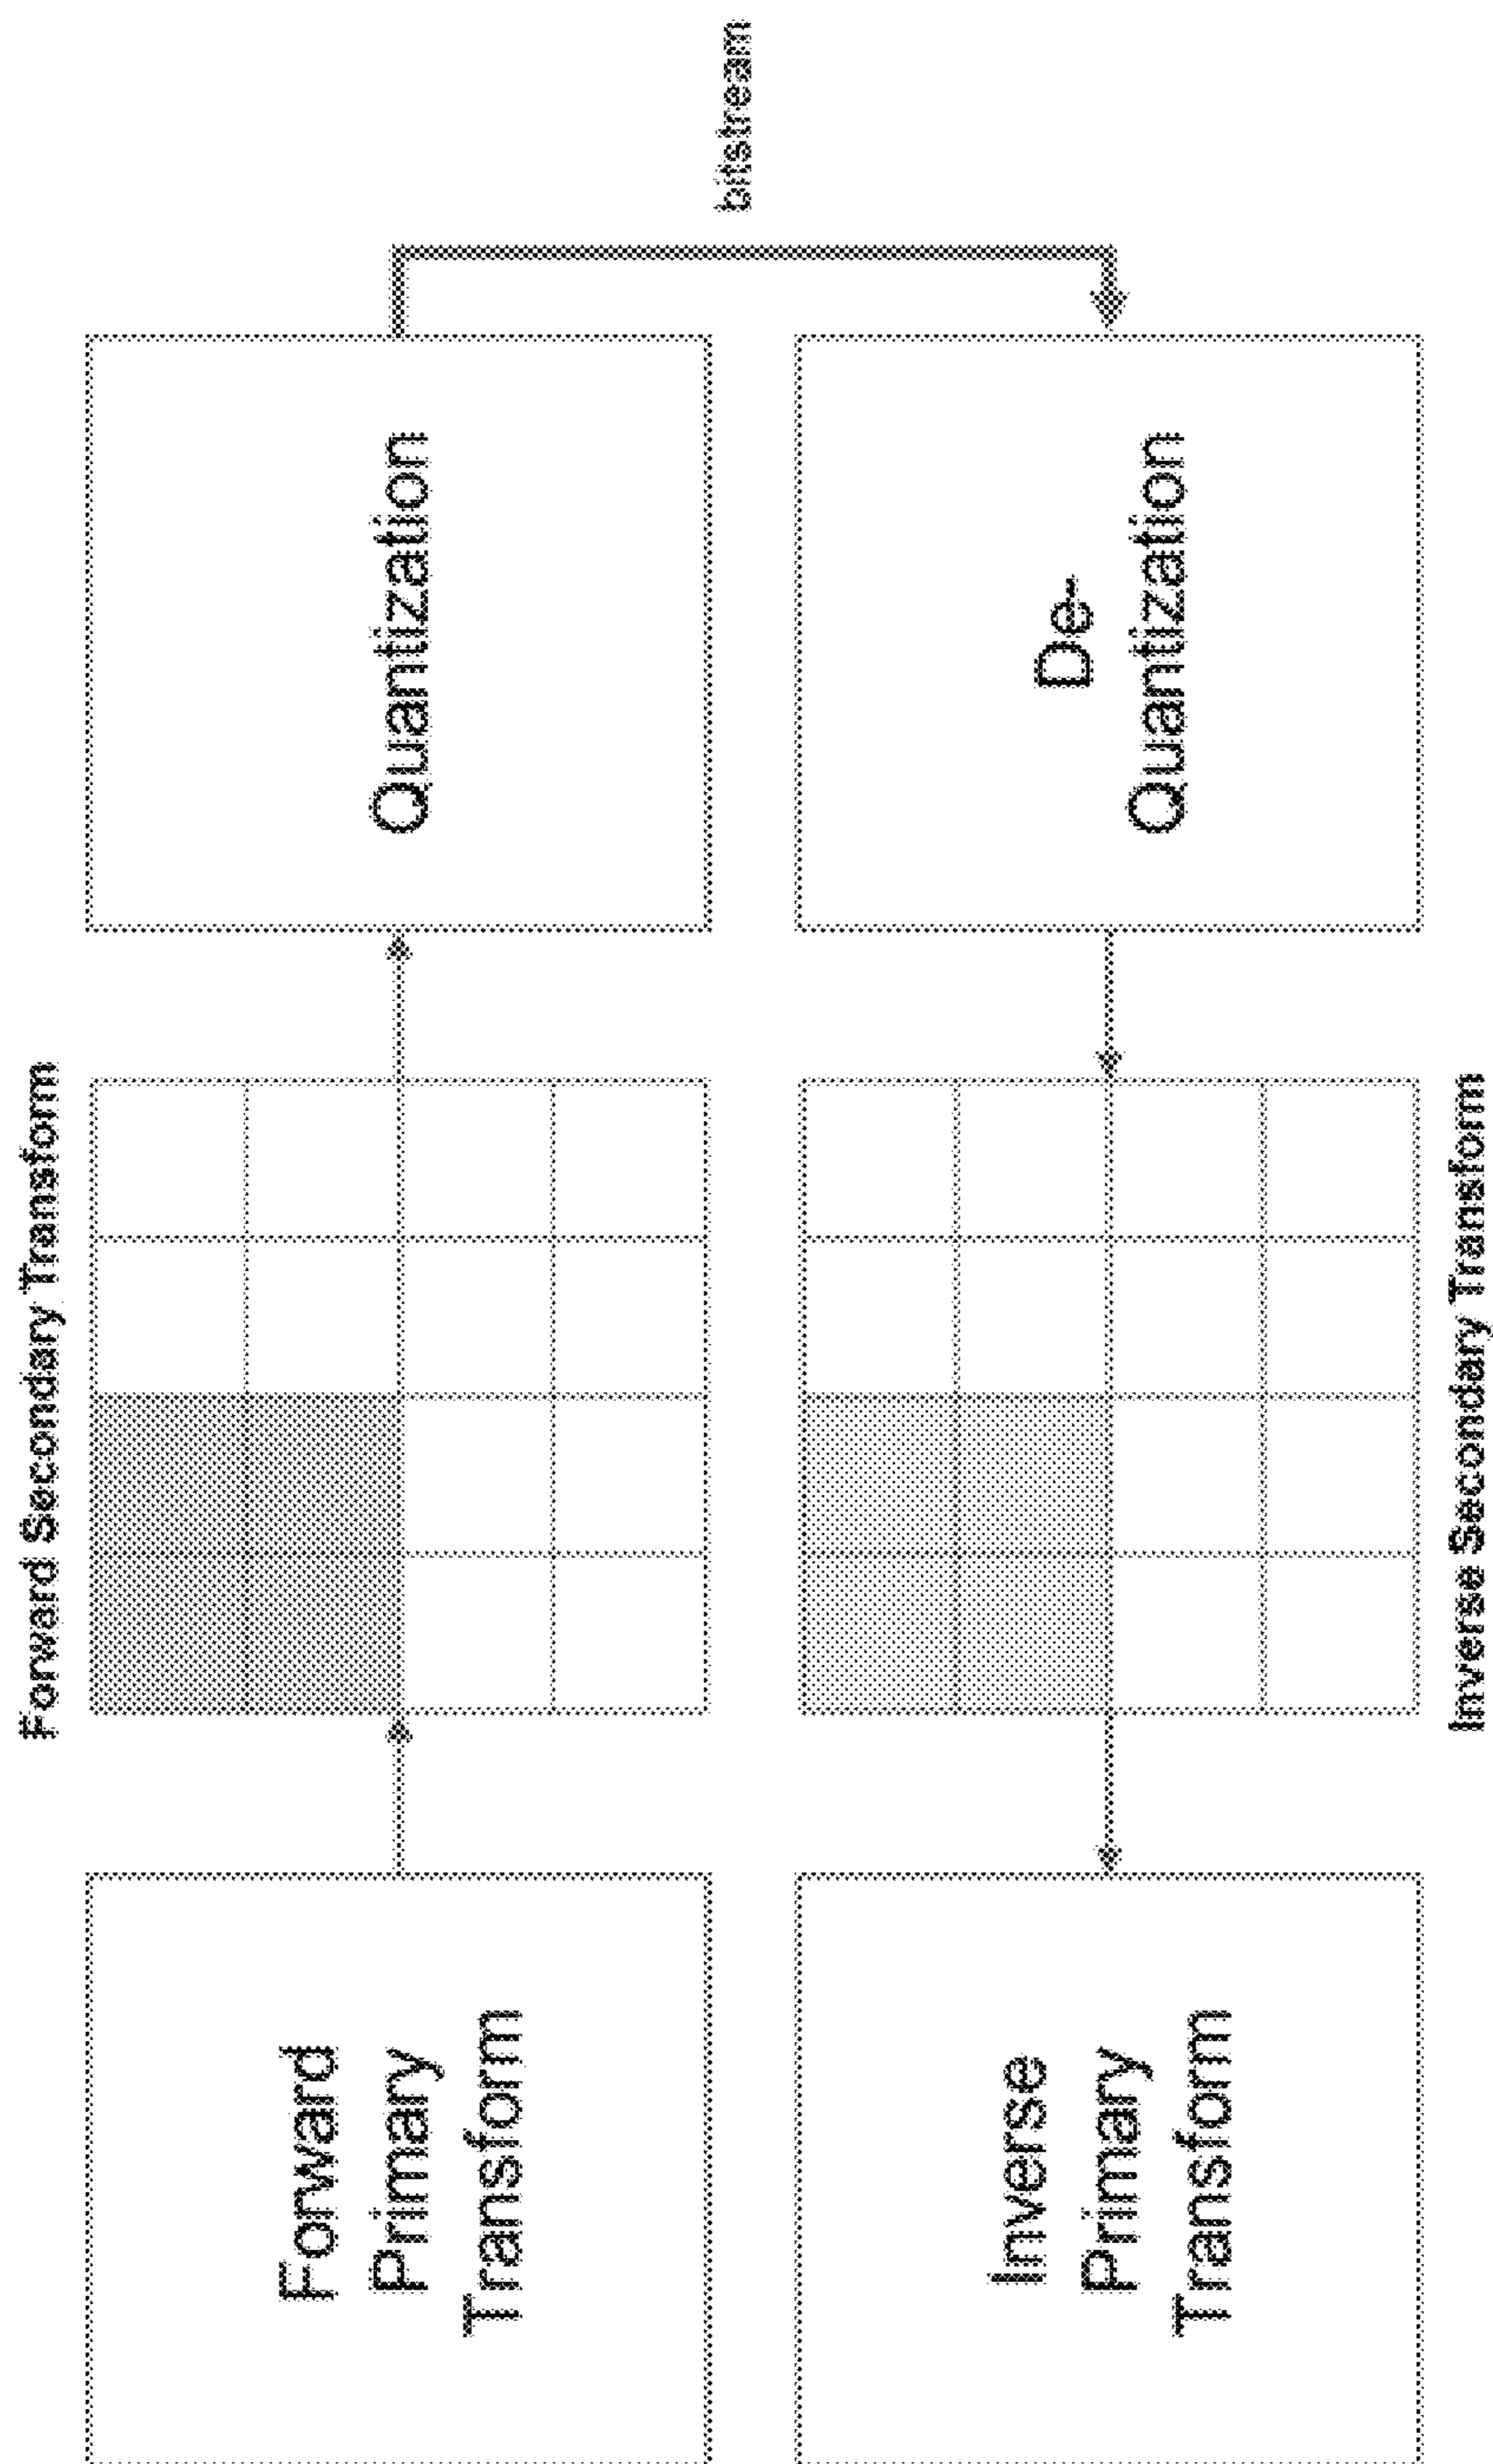 Forward Secondary Transform
Forward
Primary
Transform
Quantization
bitstream
Inverse
Primary
Transform
De-
Quantization
Inverse Secondary Transform